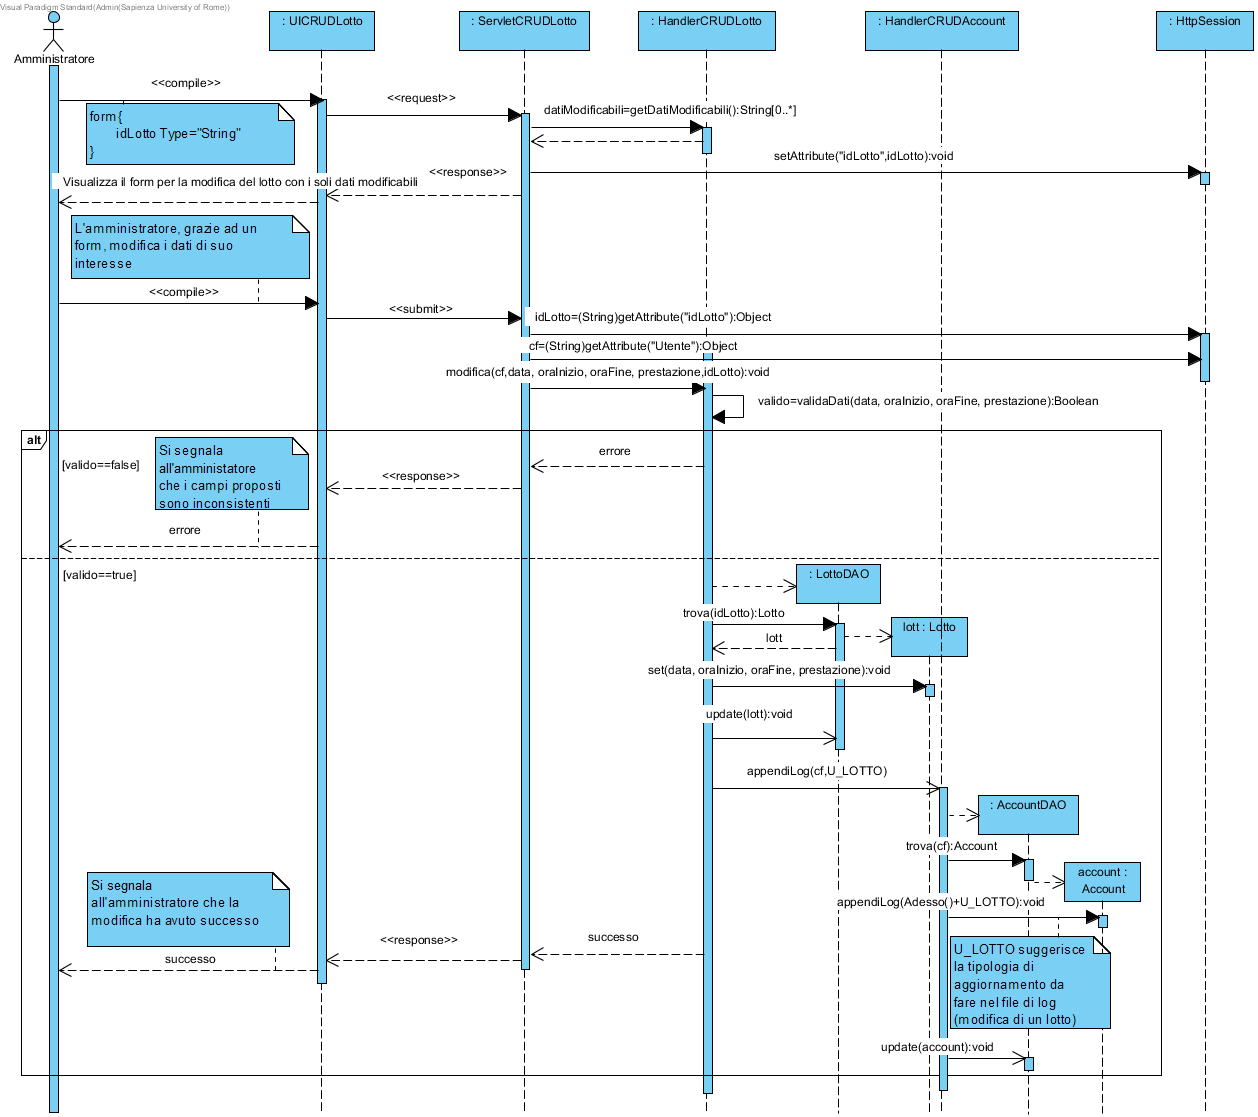 Visual Paradigm Standard(Admin(Sapienza University of Rome))
Amministratore
: UICRUDLotto
: ServletCRUDLotto
: HandlerCRUDLotto
: HandlerCRUDAccount
: HttpSession
<<compile>>
<<request>>
form{
idLotto Type="String"
}
datiModificabili=getDatiModificabili():String[0..*]
setAttribute("idLotto",idLotto):void
<<response>>
Visualizza il form per la modifica del lotto con i soli dati modificabili
L'amministratore, grazie ad un
form, modifica i dati di suo
interesse
<<compile>>
<<submit>>
idLotto=(String)getAttribute("idLotto"):Object
cf=(String)getAttribute("Utente"):Object
modifica(cf,data, oraInizio, oraFine, prestazione,idLotto):void
valido=validaDati(data, oraInizio, oraFine, prestazione):Boolean
alt
[valido==false]
Si segnala
all'amministatore
che i campi proposti
sono inconsistenti
errore
<<response>>
errore
[valido==true]
: LottoDAO
trova(idLotto):Lotto
lott : Lotto
lott
set(data, oraInizio, oraFine, prestazione):void
update(lott):void
appendiLog(cf,U_LOTTO)
: AccountDAO
trova(cf):Account
account :
Account
appendiLog(Adesso()+U_LOTTO):void
Si segnala
all'amministratore che la
modifica ha avuto successo
successo
<<response>>
successo
U_LOTTO suggerisce
la tipologia di
aggiornamento da
fare nel file di log
(modifica di un lotto)
update(account):void